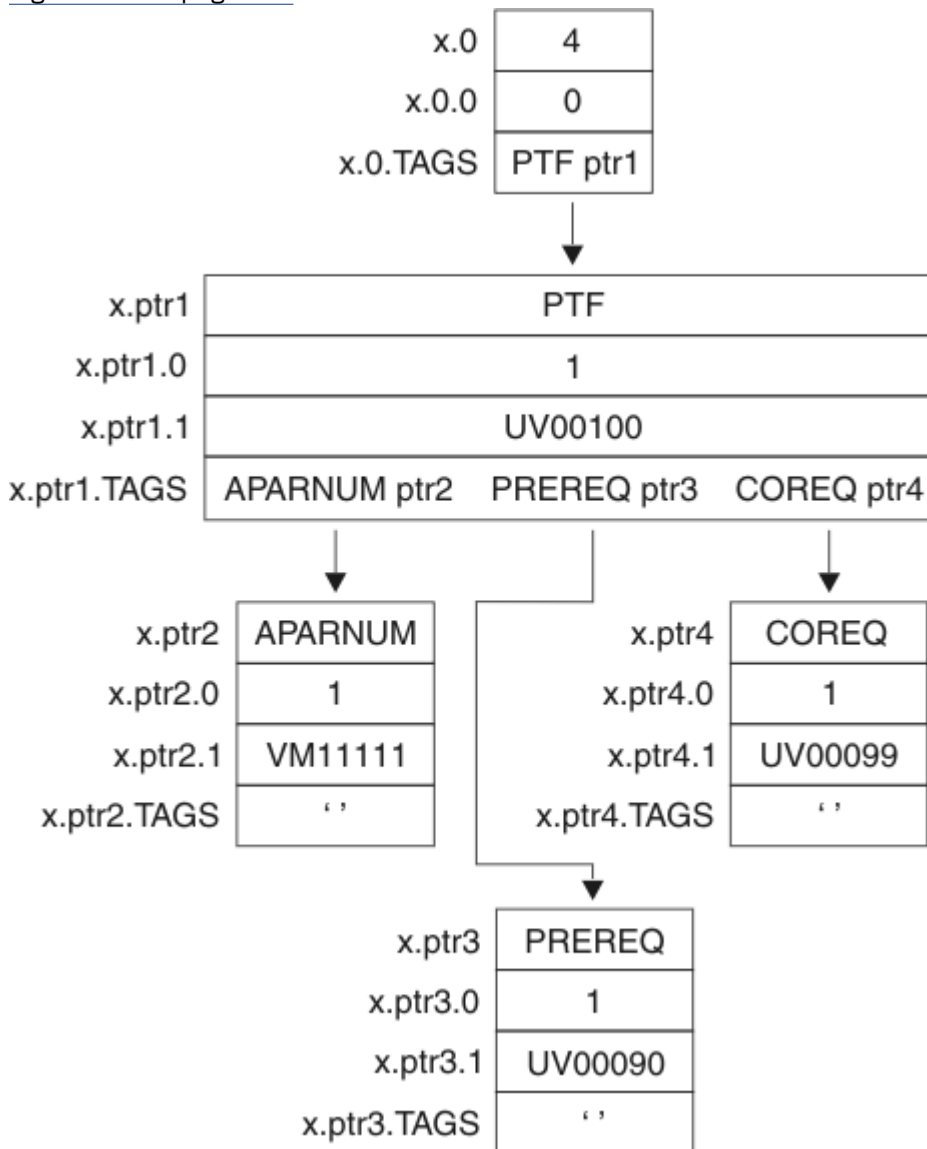 x.0 4
x.0.0 0
x.0.TAGS PTF ptr1
x.ptr1 PTF
x.ptr1.0 1
x.ptr1.1 UV00100
x.ptr1.TAGS APARNUM ptr2 PREREQ ptr3 COREQ ptr4
x.ptr2 APARNUM x.ptr4 COREQ
x.ptr2.0 1 x.ptr4.0 1
x.ptr2.1 VM11111 x.ptr4.1 UV00099
x.ptr2.TAGS ‘ ’ x.ptr4.TAGS ‘ ’
x.ptr3 PREREQ
x.ptr3.0 1
x.ptr3.1 UV00090
x.ptr3.TAGS ‘ ’